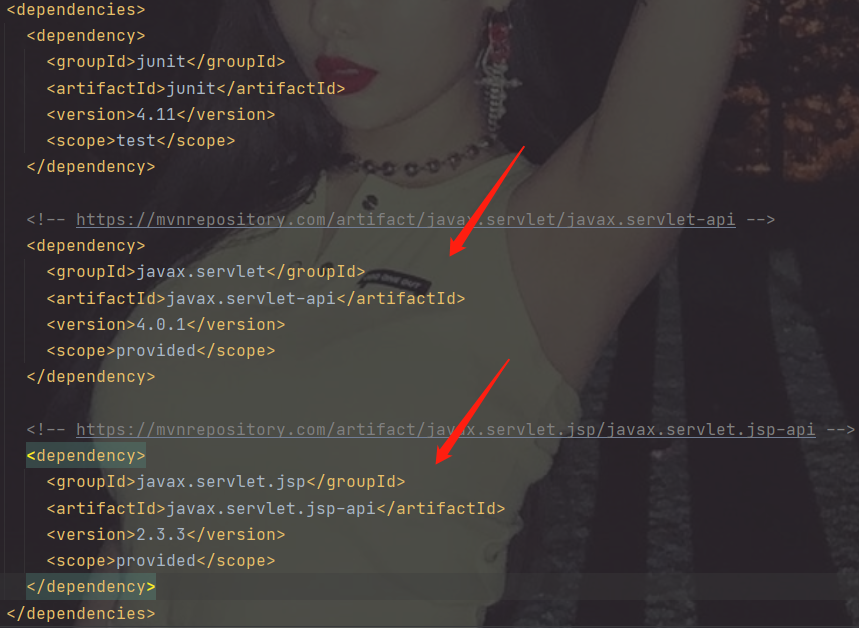 <dependencies>
<dependency>
<groupId>junit</groupId>
<artifactId>junit</artifactId>
<version>4.11</version>
<scope>test</scope>
</dependency>
<!-- https://mvnrepository.com/artifact/javax.servlet/javax.servlet-api -->
<dependency>
<groupId>javax.servlet</groupId>
<artifactId>javax.servlet-api</artifactId>
<version>4.0.1</version>
<scope>provided</scope>
</dependency>
<!-- https://mvnrepository.com/artifact/javax.servlet.jsp/javax.servlet.jsp-api -->
<dependency>
<groupId>javax.servlet.jsp</groupId>
<artifactId>javax.servlet.jsp-api</artifactId>
<version>2.3.3</version>
<scope>provided</scope>
</dependency>
</dependencies>